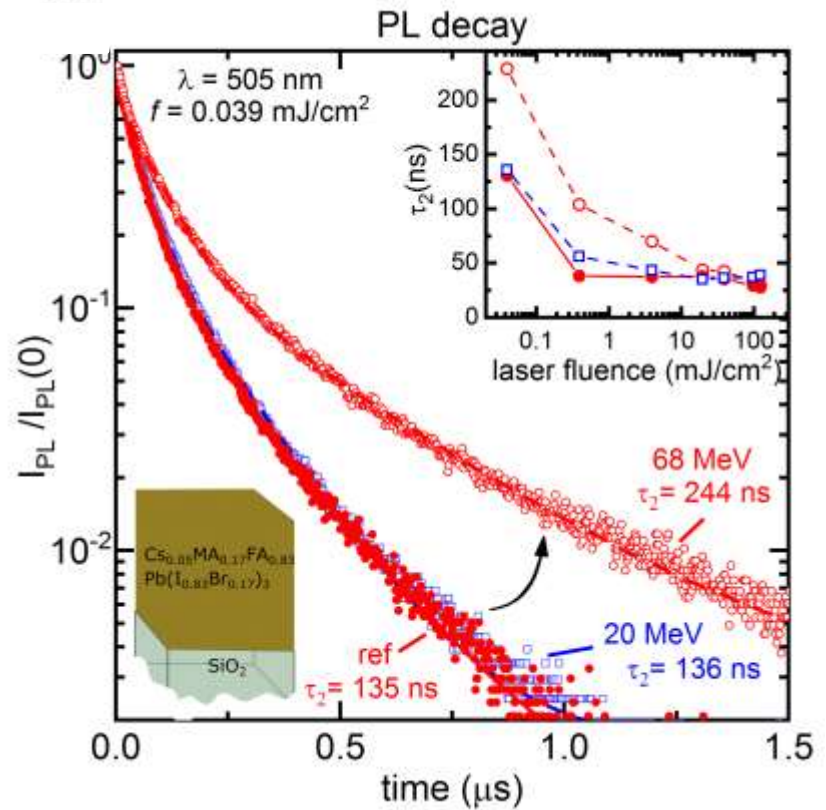 PL decay
λ = 505 nm
f = 0.039 mJ/cm²
10⁰
10⁻¹
10⁻²
I_PL /I_PL(0)
0.0 0.5 1.0 1.5
time (μs)
τ₂(ns)
200
150
100
50
0
0.1 1 10 100
laser fluence (mJ/cm²)
68 MeV
τ₂= 244 ns
20 MeV
τ₂= 136 ns
ref
τ₂= 135 ns
Cs₀.₀₅MA₀.₁₇FA₀.₈₃
Pb(I₀.₈₃Br₀.₁₇)₃
SiO₂